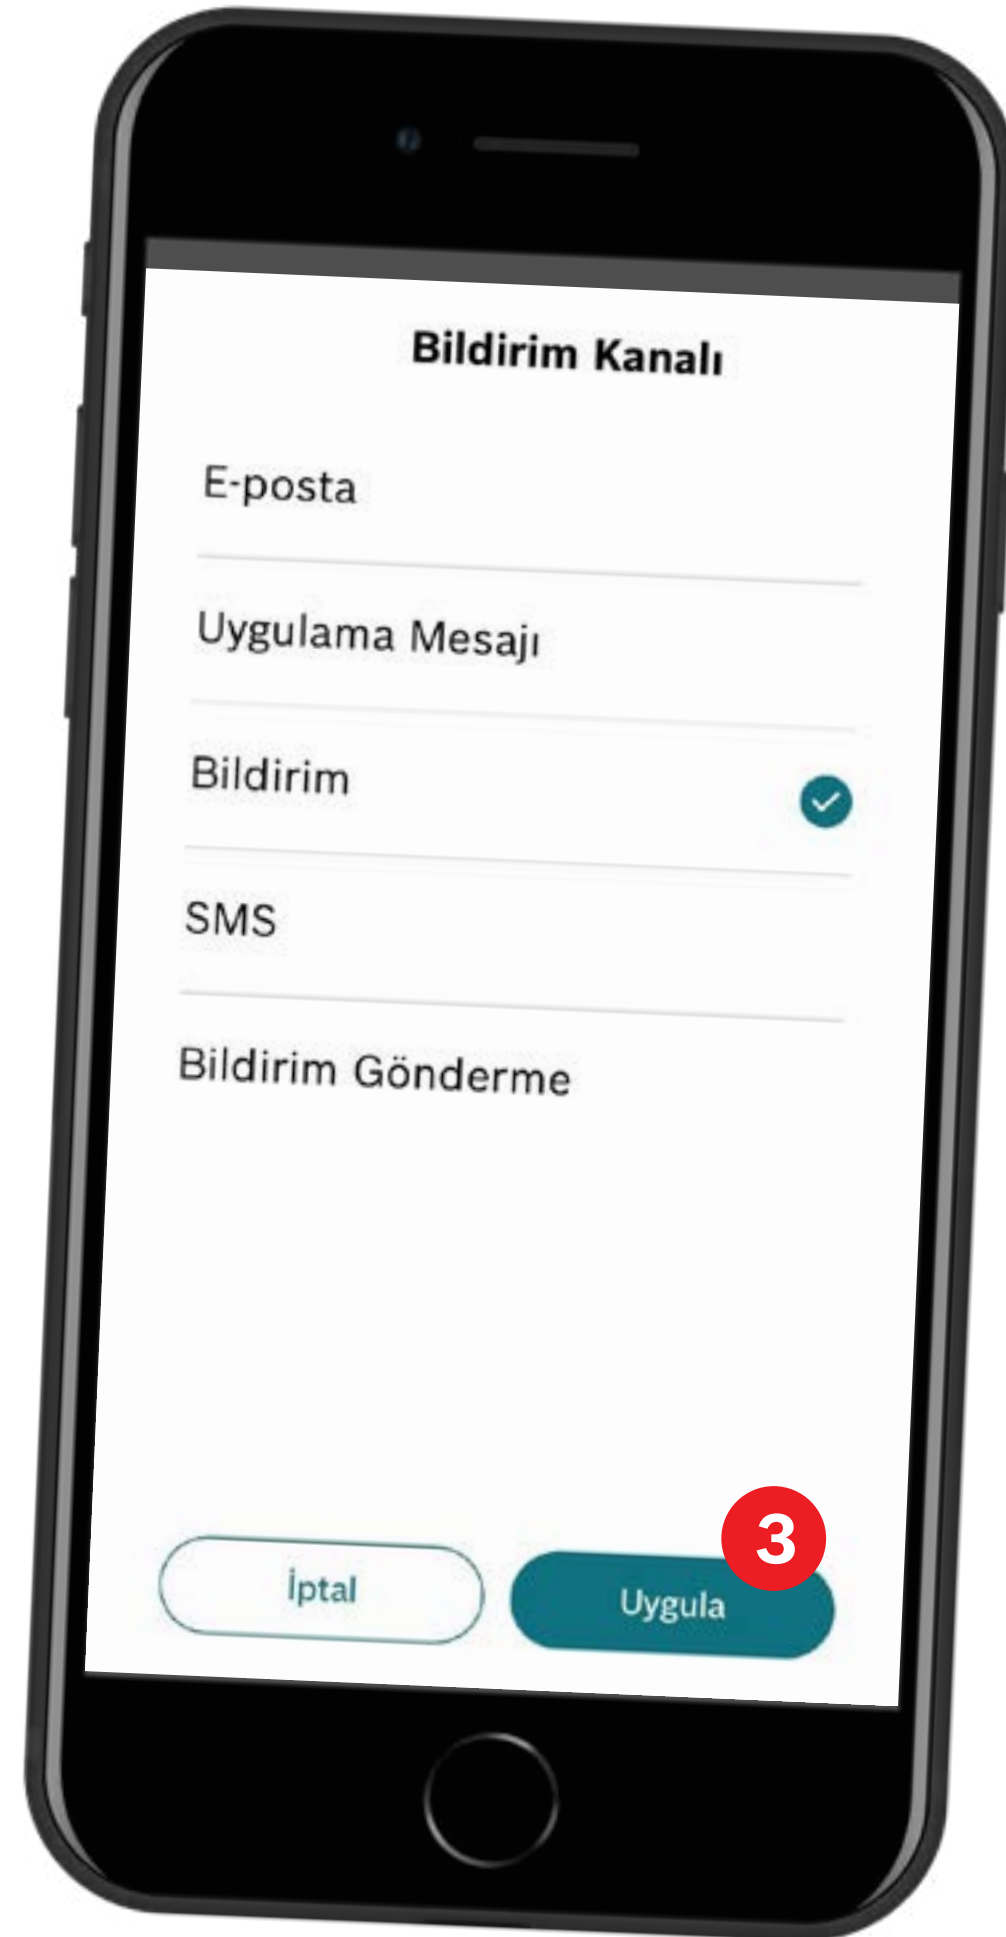 Bildirim Kanalı
E-posta
Uygulama Mesajı
Bildirim
SMS
Bildirim Gönderme
3
İptal
Uygula